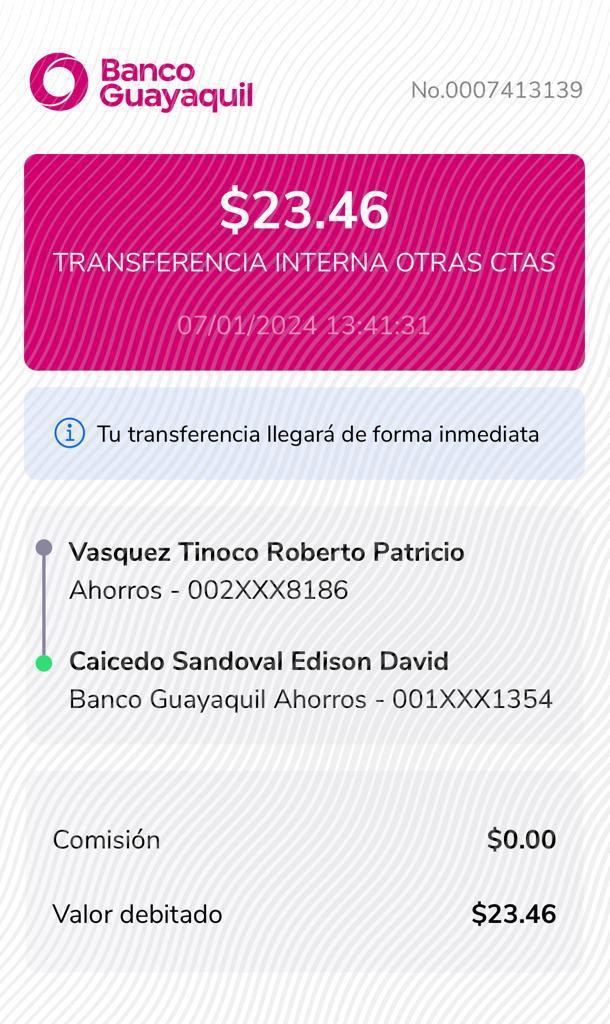 Banco
Guayaquil
No.0007413139
$23.46
TRANSFERENCIA INTERNA OTRAS CTAS
07/01/2024 13:41:31
Tu transferencia llegará de forma inmediata
Vasquez Tinoco Roberto Patricio
Ahorros - 002XXX8186
Caicedo Sandoval Edison David
Banco Guayaquil Ahorros - 001XXX1354
Comisión $0.00
Valor debitado $23.46